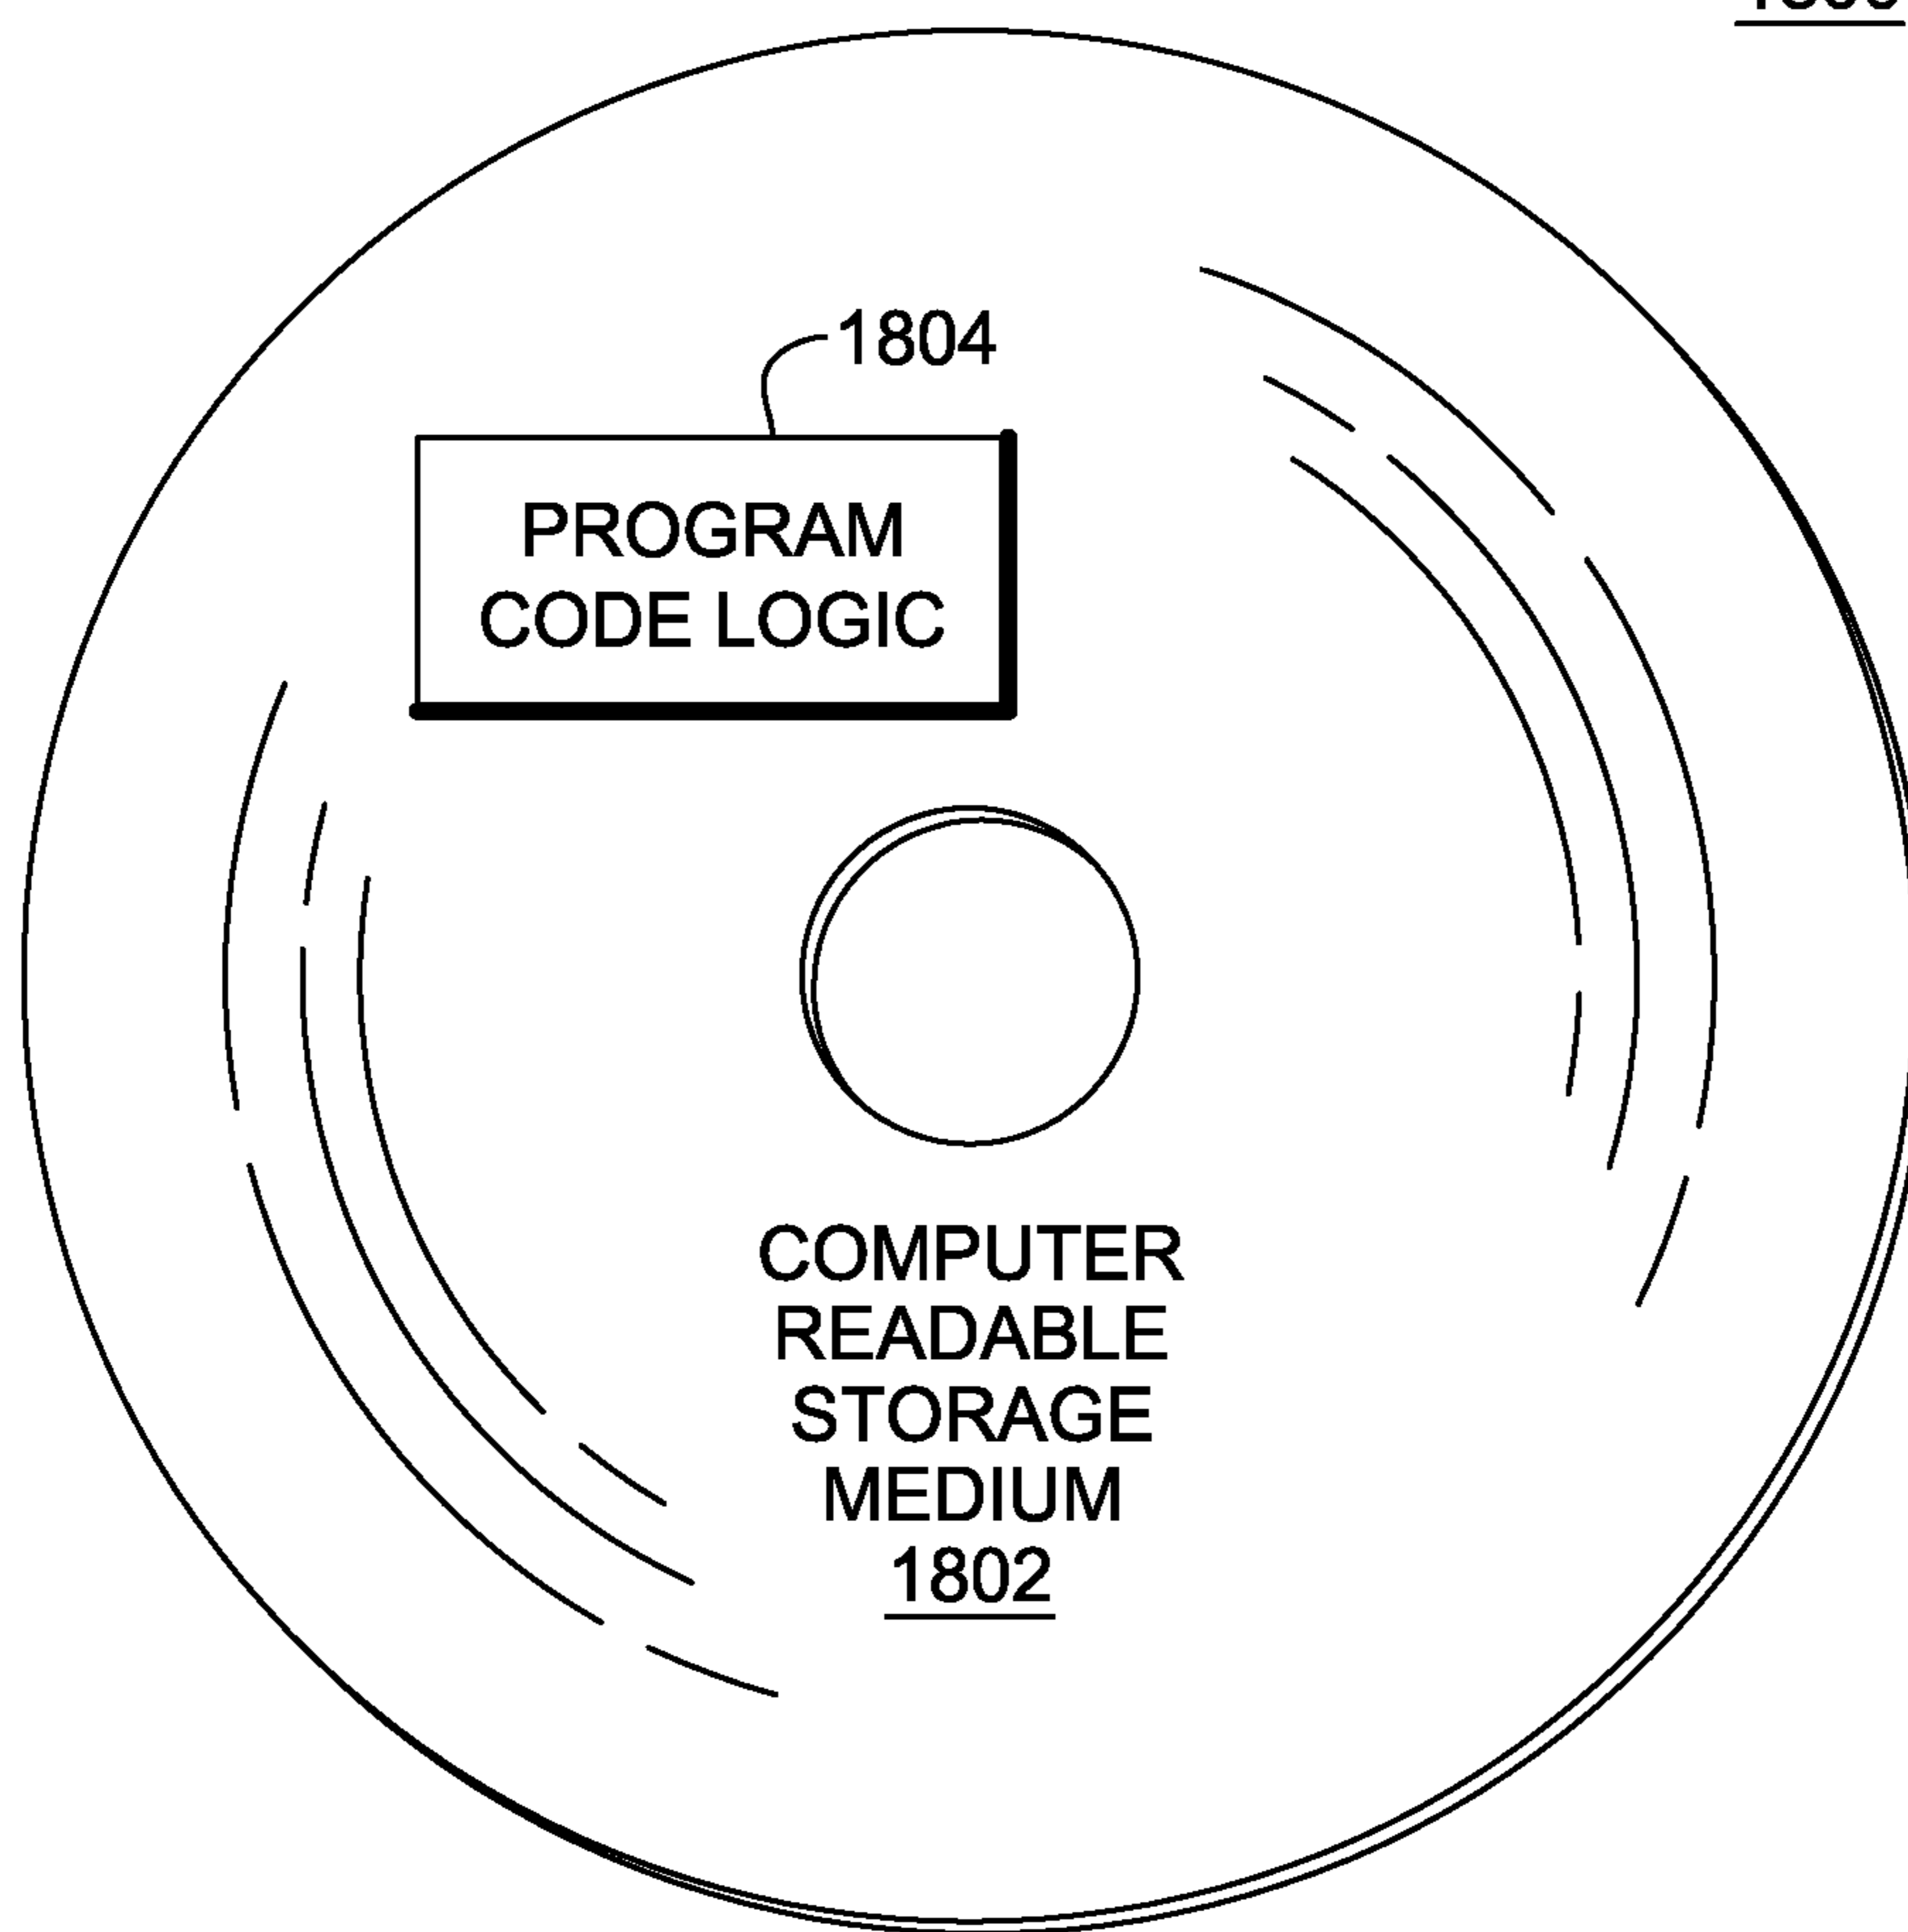 1804
PROGRAM
CODE LOGIC
COMPUTER
READABLE
STORAGE
MEDIUM
1802